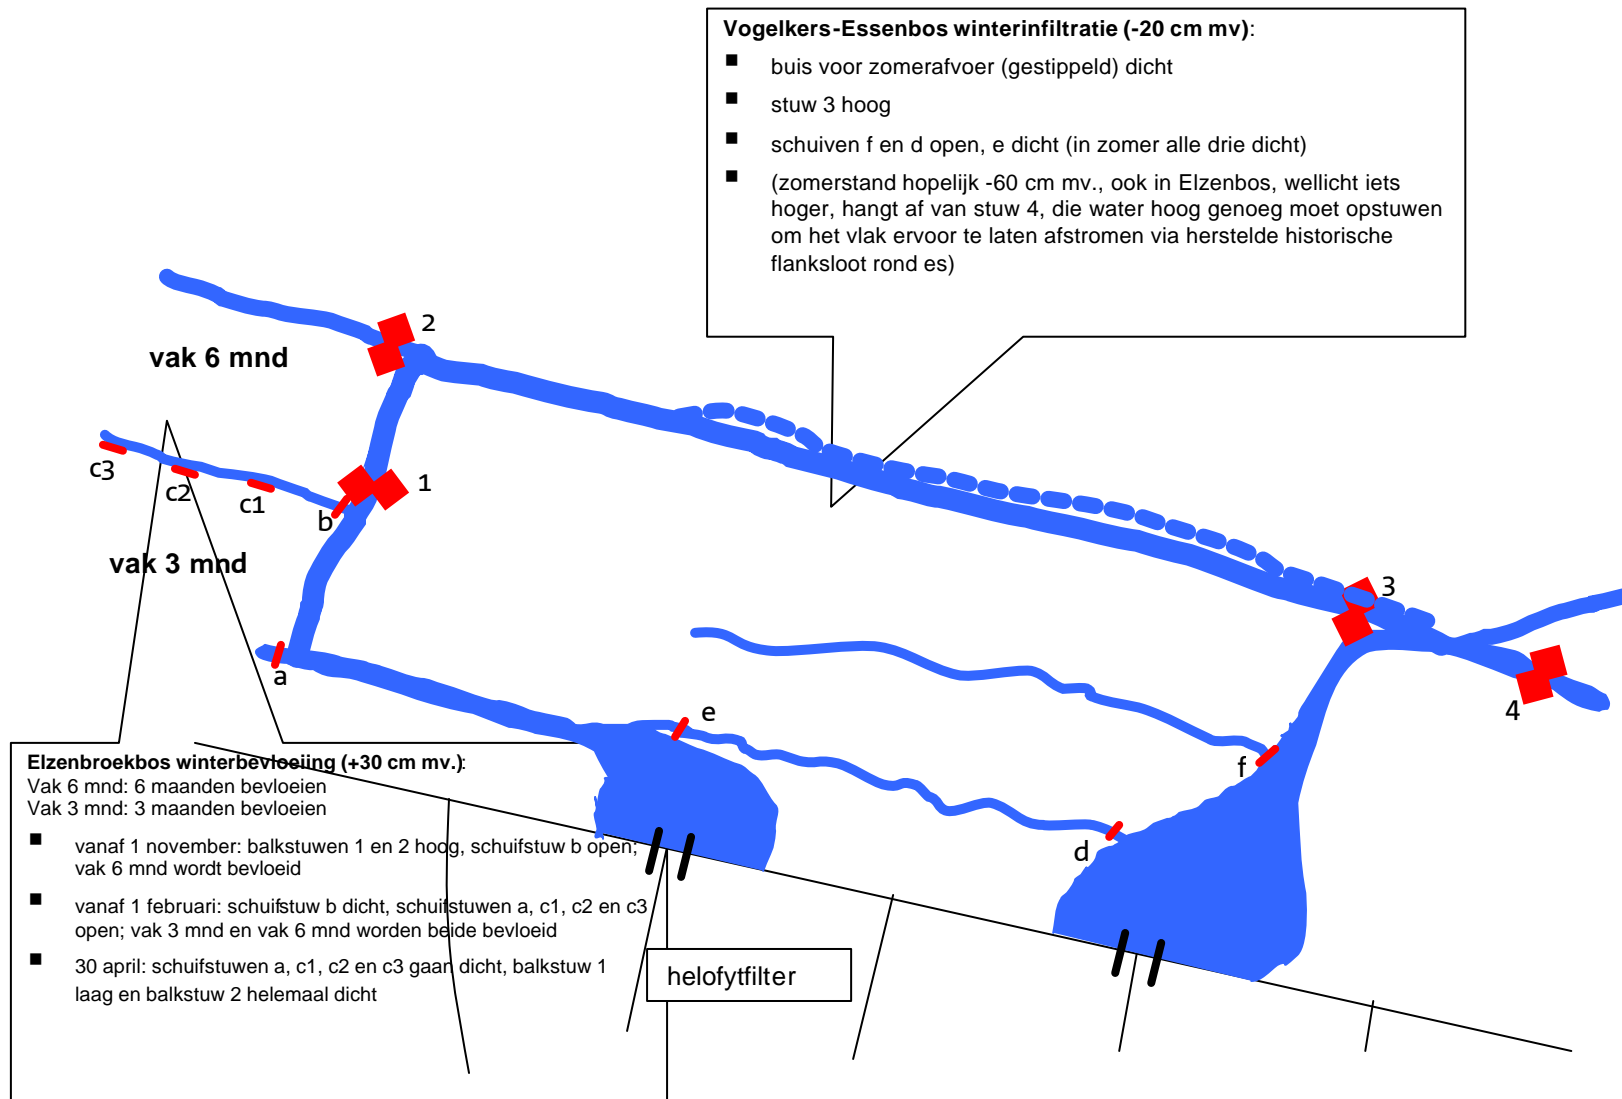 Vogelkers-Essenbos winterinfiltratie (-20 cm mv):
■ buis voor zomerafvoer (gestippeld) dicht
■ stuw 3 hoog
■ schuiven f en d open, e dicht (in zomer alle drie dicht)
■ (zomerstand hopelijk -60 cm mv., ook in Elzenbos, wellicht iets
hoger, hangt af van stuw 4, die water hoog genoeg moet opstuwen
om het vlak ervoor te laten afstromen via herstelde historische
flanksloot rond es)
2
vak 6 mnd
c3
c2
c1
b
1
vak 3 mnd
3
a
e
4
f
d
Elzenbroekbos winterbevloeiing (+30 cm mv.):
Vak 6 mnd: 6 maanden bevloeien
Vak 3 mnd: 3 maanden bevloeien
■ vanaf 1 november: balkstuwen 1 en 2 hoog, schuifstuw b open;
vak 6 mnd wordt bevloeid
■ vanaf 1 februari: schuifstuw b dicht, schuifstuwen a, c1, c2 en c3
open; vak 3 mnd en vak 6 mnd worden beide bevloeid
■ 30 april: schuifstuwen a, c1, c2 en c3 gaan dicht, balkstuw 1
laag en balkstuw 2 helemaal dicht
helofytfilter